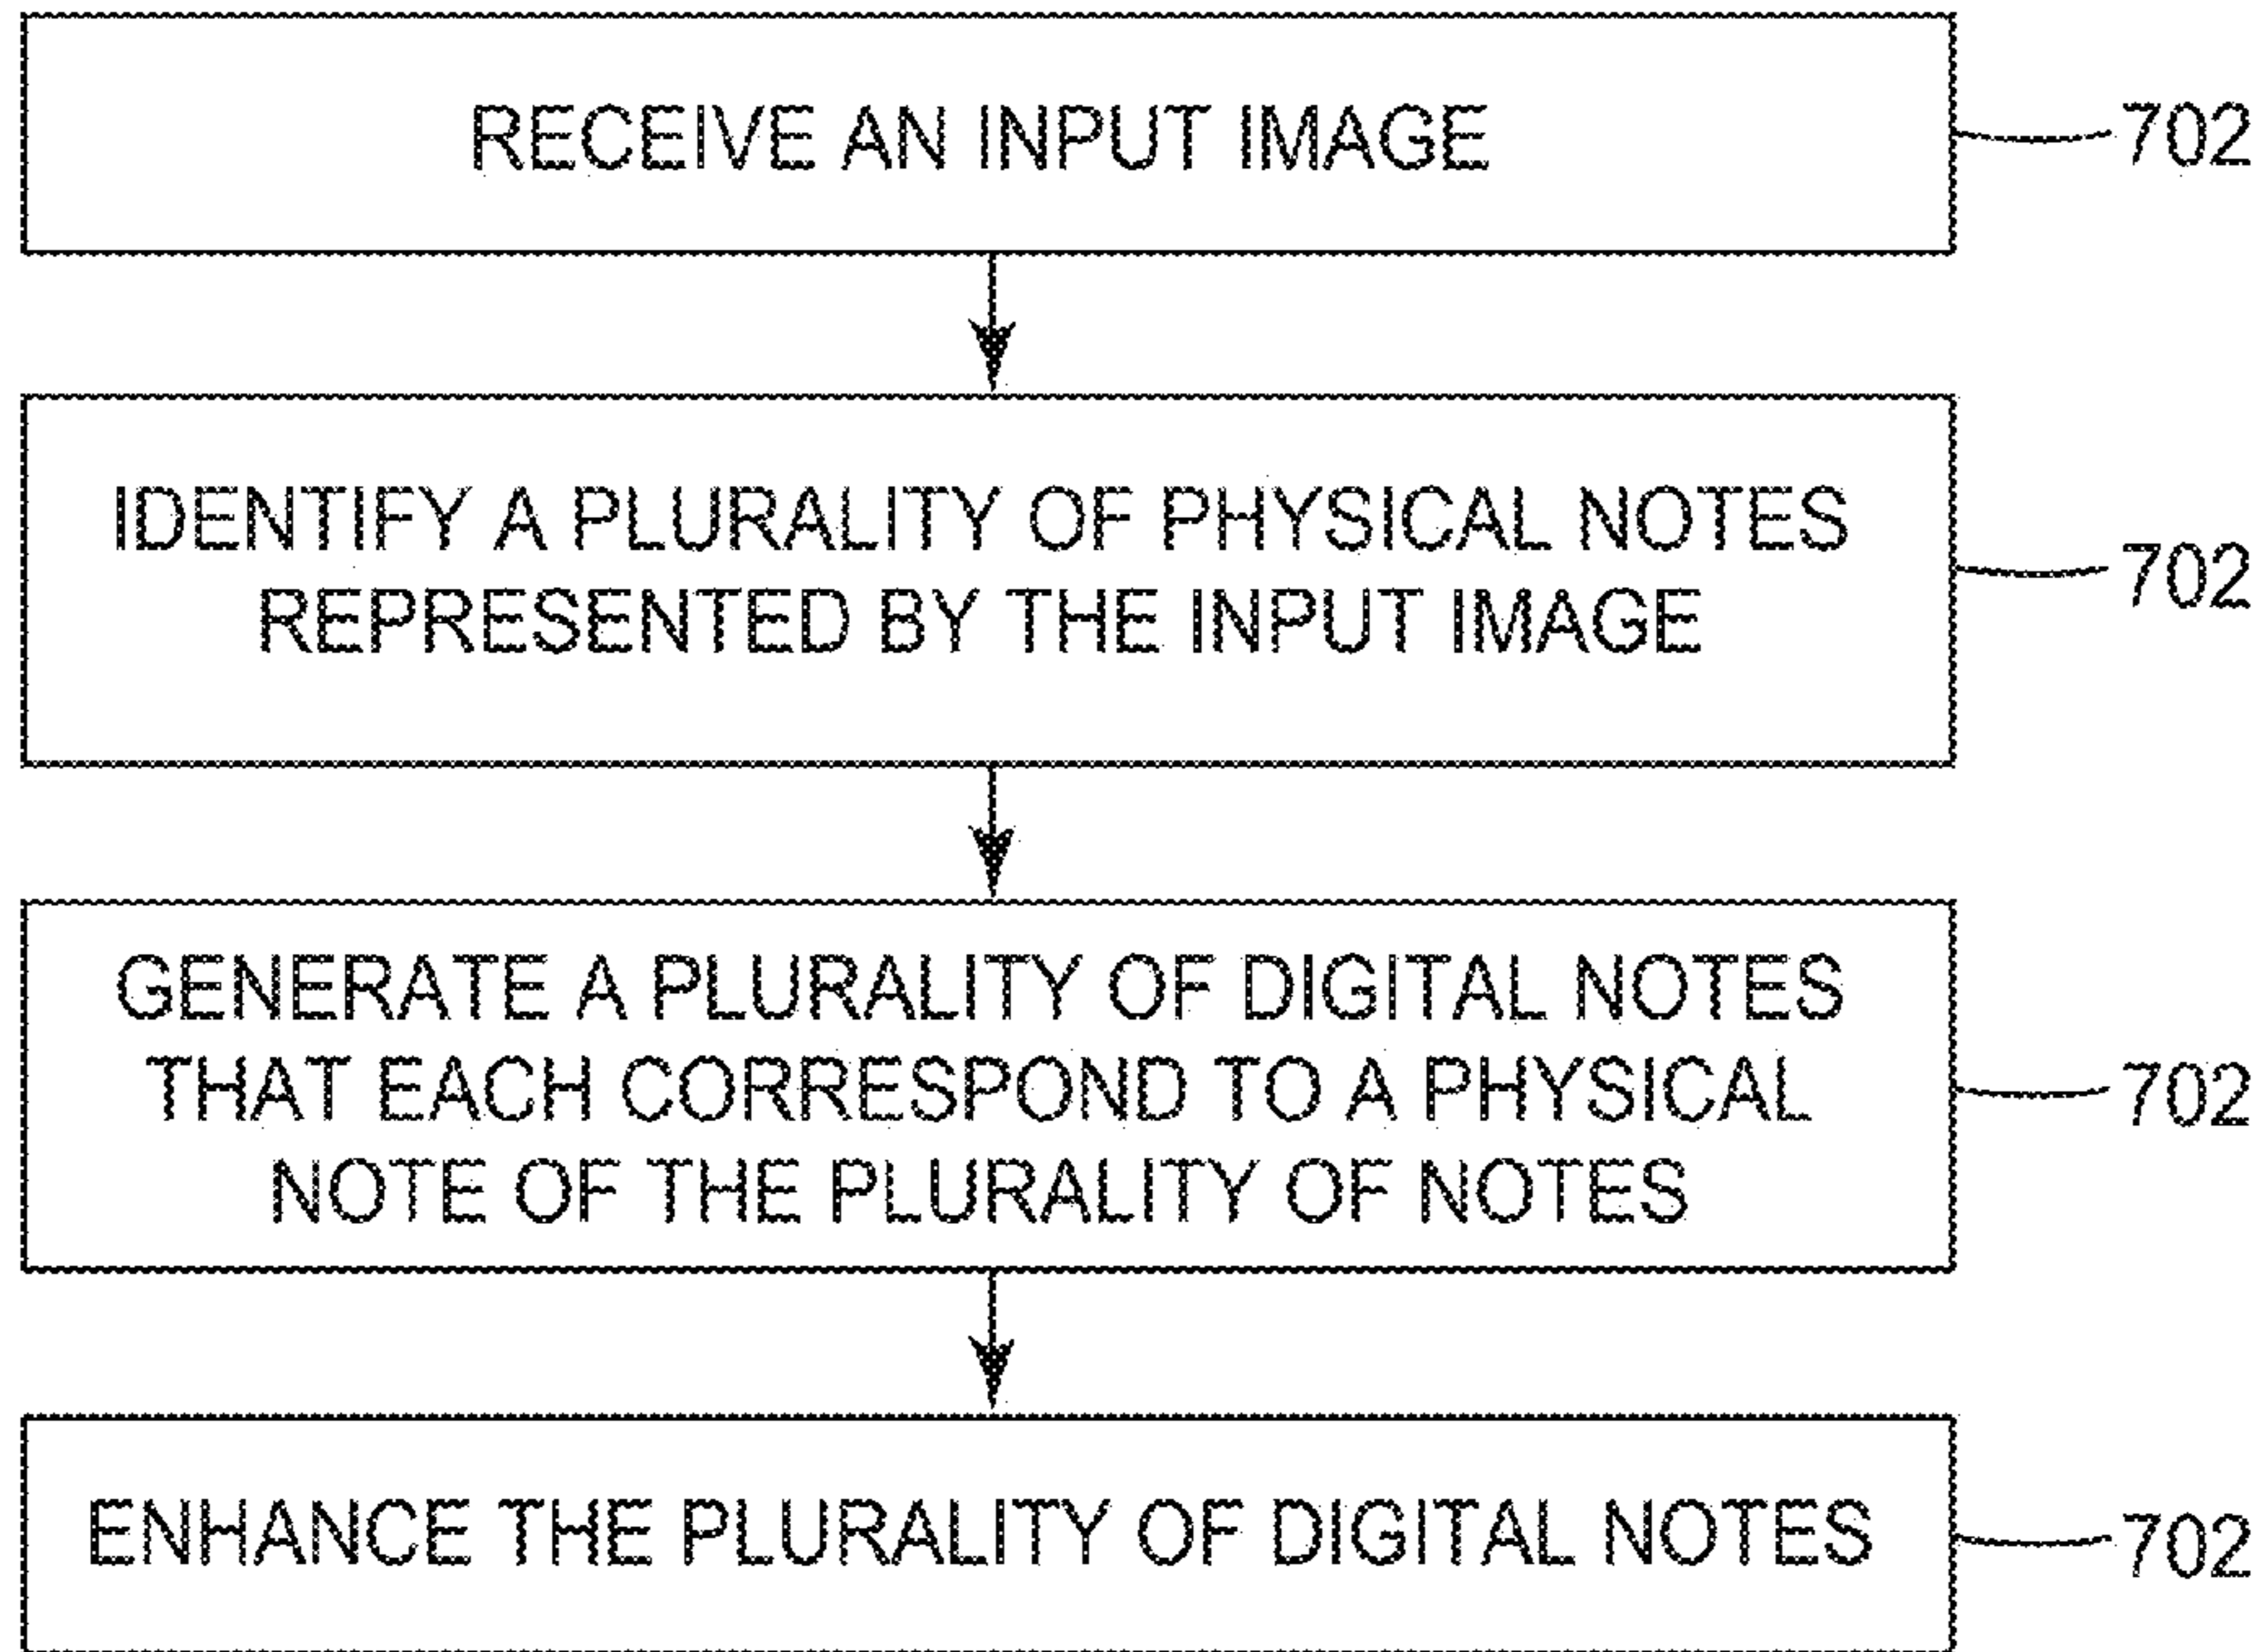 RECEIVE AN INPUT IMAGE
702
IDENTIFY A PLURALITY OF PHYSICAL NOTES
REPRESENTED BY THE INPUT IMAGE
702
GENERATE A PLURALITY OF DIGITAL NOTES
THAT EACH CORRESPOND TO A PHYSICAL
NOTE OF THE PLURALITY OF NOTES
702
ENHANCE THE PLURALITY OF DIGITAL NOTES
702